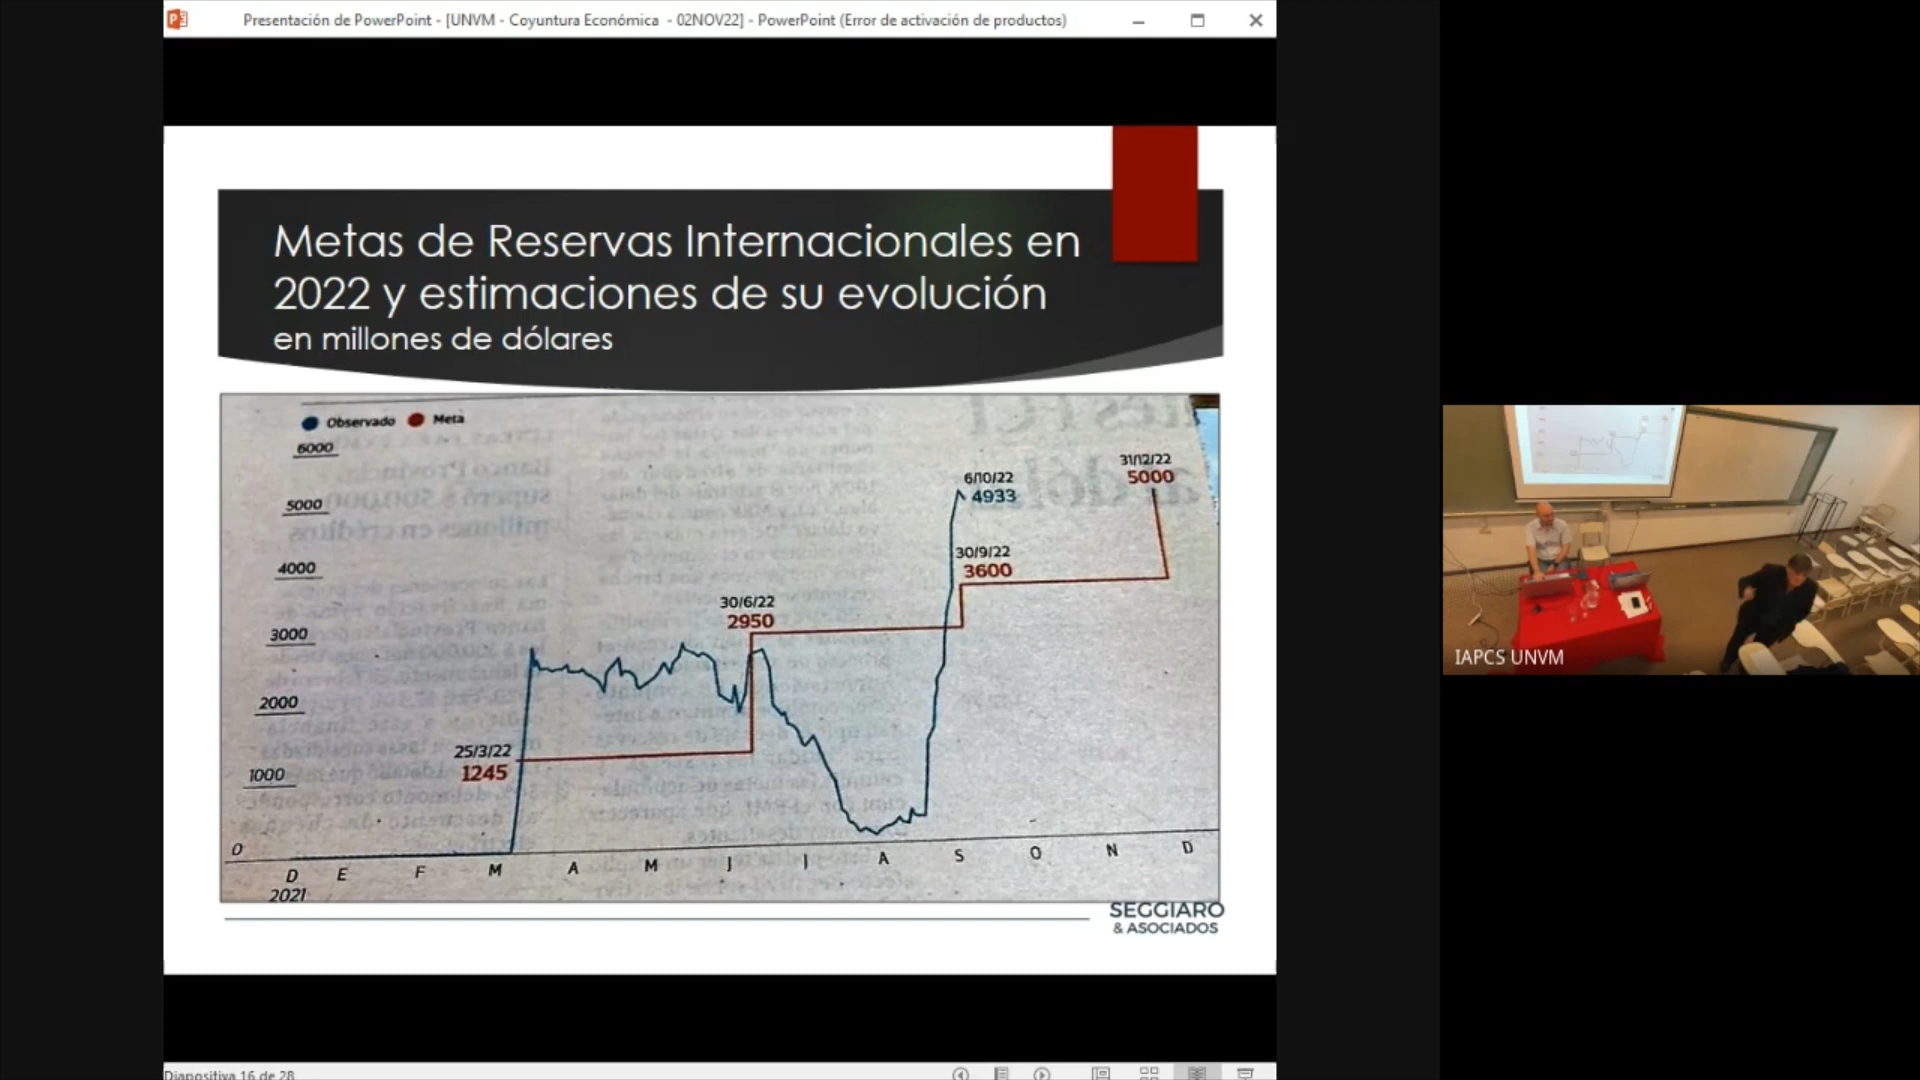 Presentación de PowerPoint - [UNVM - Coyuntura Económica - 02NOV22] - PowerPoint (Error de activación de productos)
Metas de Reservas Internacionales en
2022 y estimaciones de su evolución
en millones de dólares
Observado Meta
6000
5000
4000
3000
2000
1000
0
25/3/22
1245
30/6/22
2950
30/9/22
3600
6/10/22
4933
31/12/22
5000
D E F M A M J J A S O N D
2021
SEGGIARO
& ASOCIADOS
IAPCS UNVM
Diapositiva 16 de 28